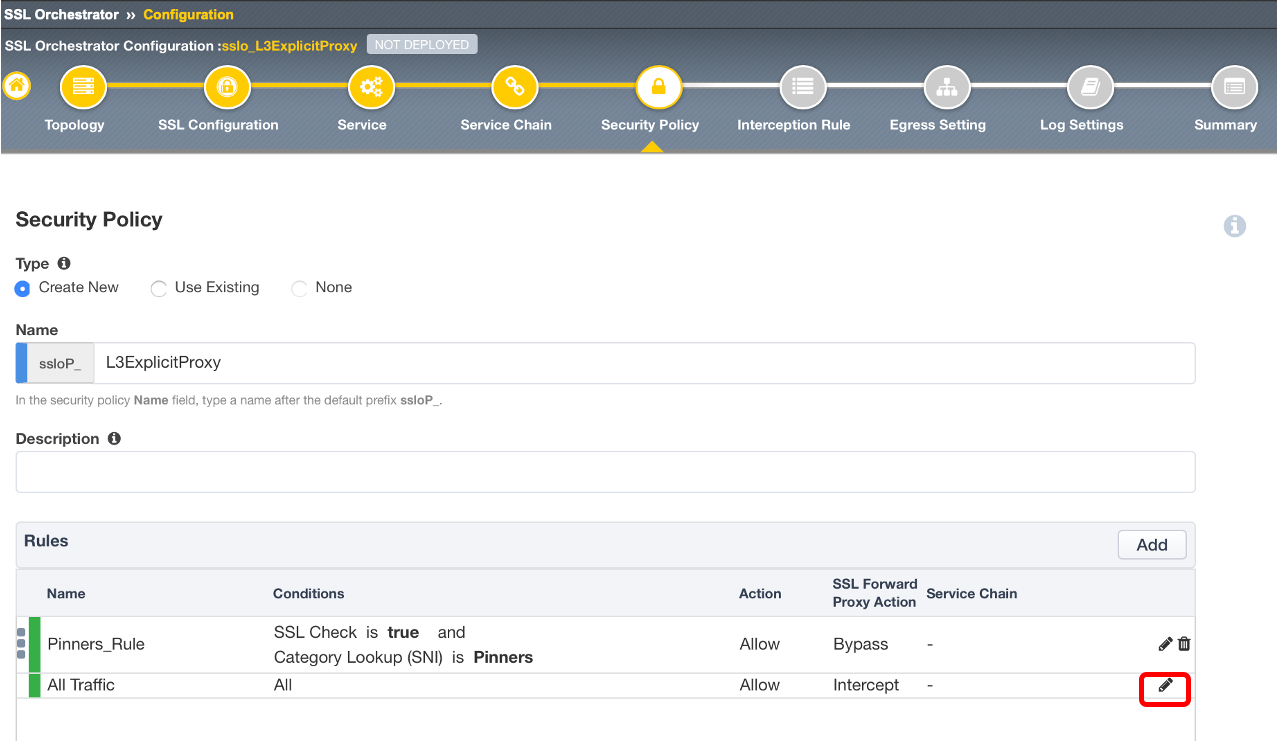 SSL Orchestrator » Configuration
SSL Orchestrator Configuration :sslo_L3ExplicitProxy NOT DEPLOYED
Topology SSL Configuration Service Service Chain Security Policy Interception Rule Egress Setting Log Settings Summary
Security Policy
Type
Create New Use Existing None
Name
ssloP_ L3ExplicitProxy
In the security policy Name field, type a name after the default prefix ssloP_.
Description
Rules Add
Name Conditions Action SSL Forward Proxy Action Service Chain
Pinners_Rule SSL Check is true and Allow Bypass -
Category Lookup (SNI) is Pinners
All Traffic All Allow Intercept -